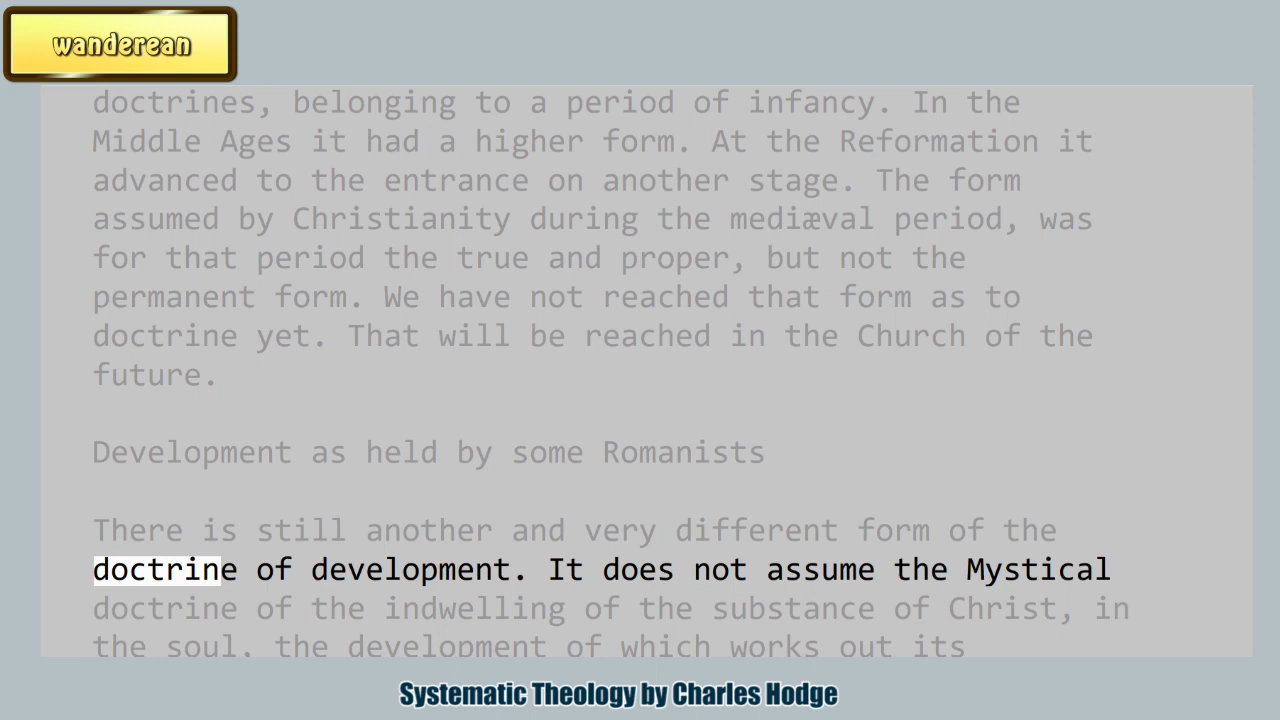 wanderean
doctrines, belonging to a period of infancy. In the
Middle Ages it had a higher form. At the Reformation it
advanced to the entrance on another stage. The form
assumed by Christianity during the mediæval period, was
for that period the true and proper, but not the
permanent form. We have not reached that form as to
doctrine yet. That will be reached in the Church of the
future.
Development as held by some Romanists
There is still another and very different form of the
doctrine of development. It does not assume the Mystical
doctrine of the indwelling of the substance of Christ, in
the soul, the development of which works out its
Systematic Theology by Charles Hodge